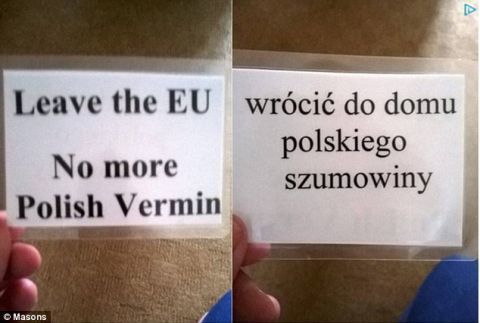 Leave the EU
No more
Polish Vermin
wrócić do domu
polskiego
szumowiny
© Masons